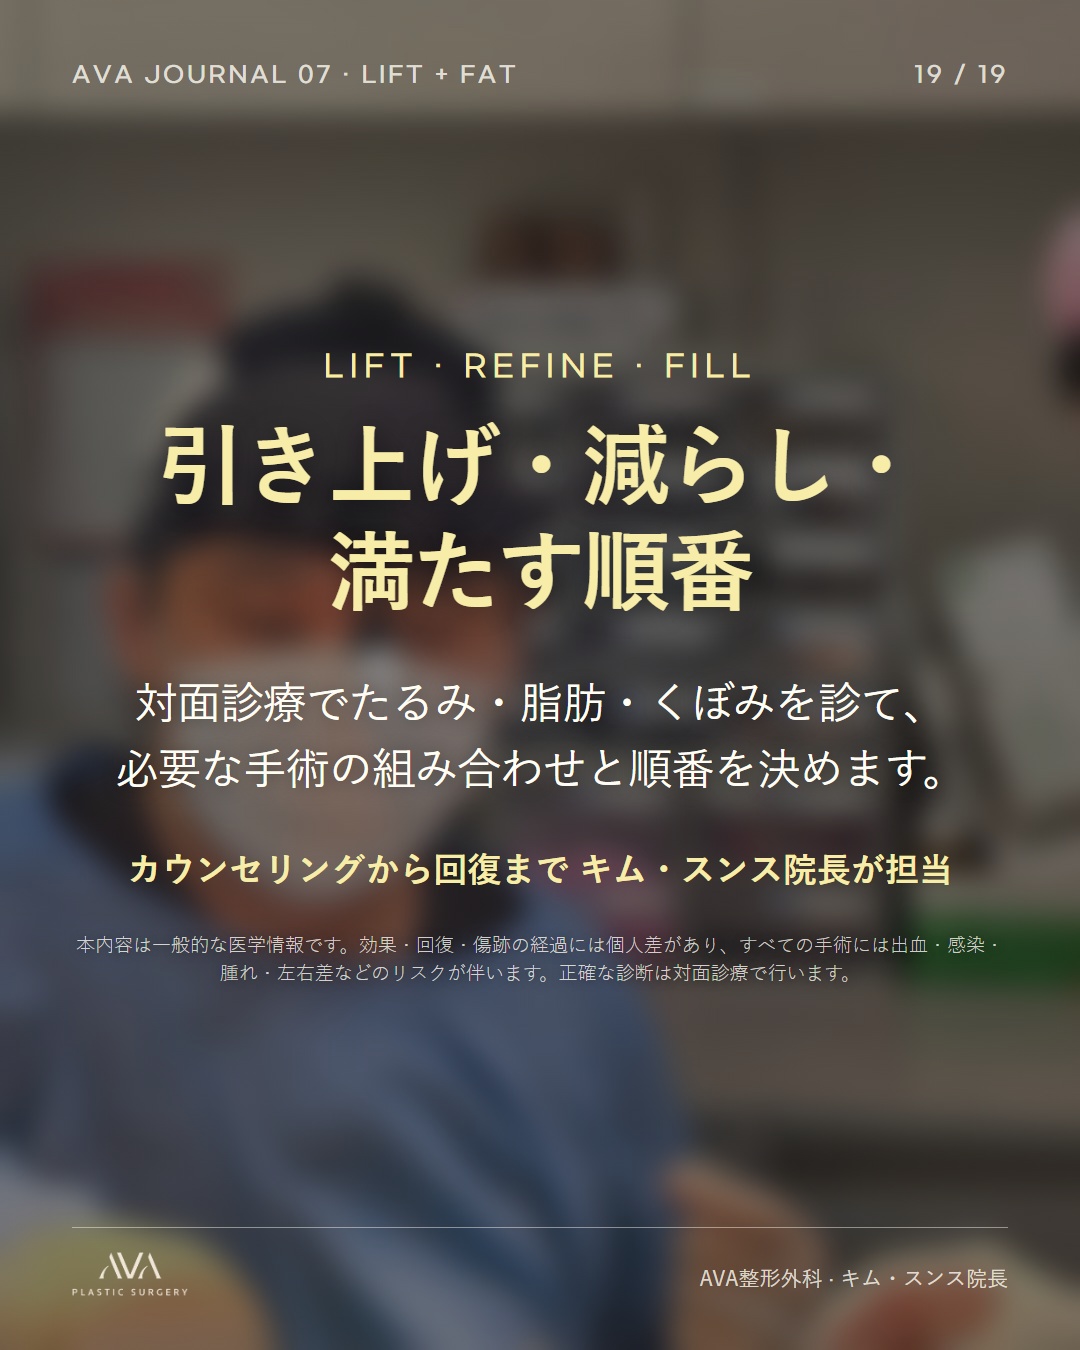 AVA JOURNAL 07 · LIFT + FAT
19 / 19
LIFT · REFINE · FILL
引き上げ・減らし・
満たす順番
対面診療でたるみ・脂肪・くぼみを診て、
必要な手術の組み合わせと順番を決めます。
カウンセリングから回復まで キム・スンス院長が担当
本内容は一般的な医学情報です。効果・回復・傷跡の経過には個人差があり、すべての手術には出血・感染・
腫れ・左右差などのリスクが伴います。正確な診断は対面診療で行います。
AVA
PLASTIC SURGERY
AVA整形外科 · キム・スンス院長